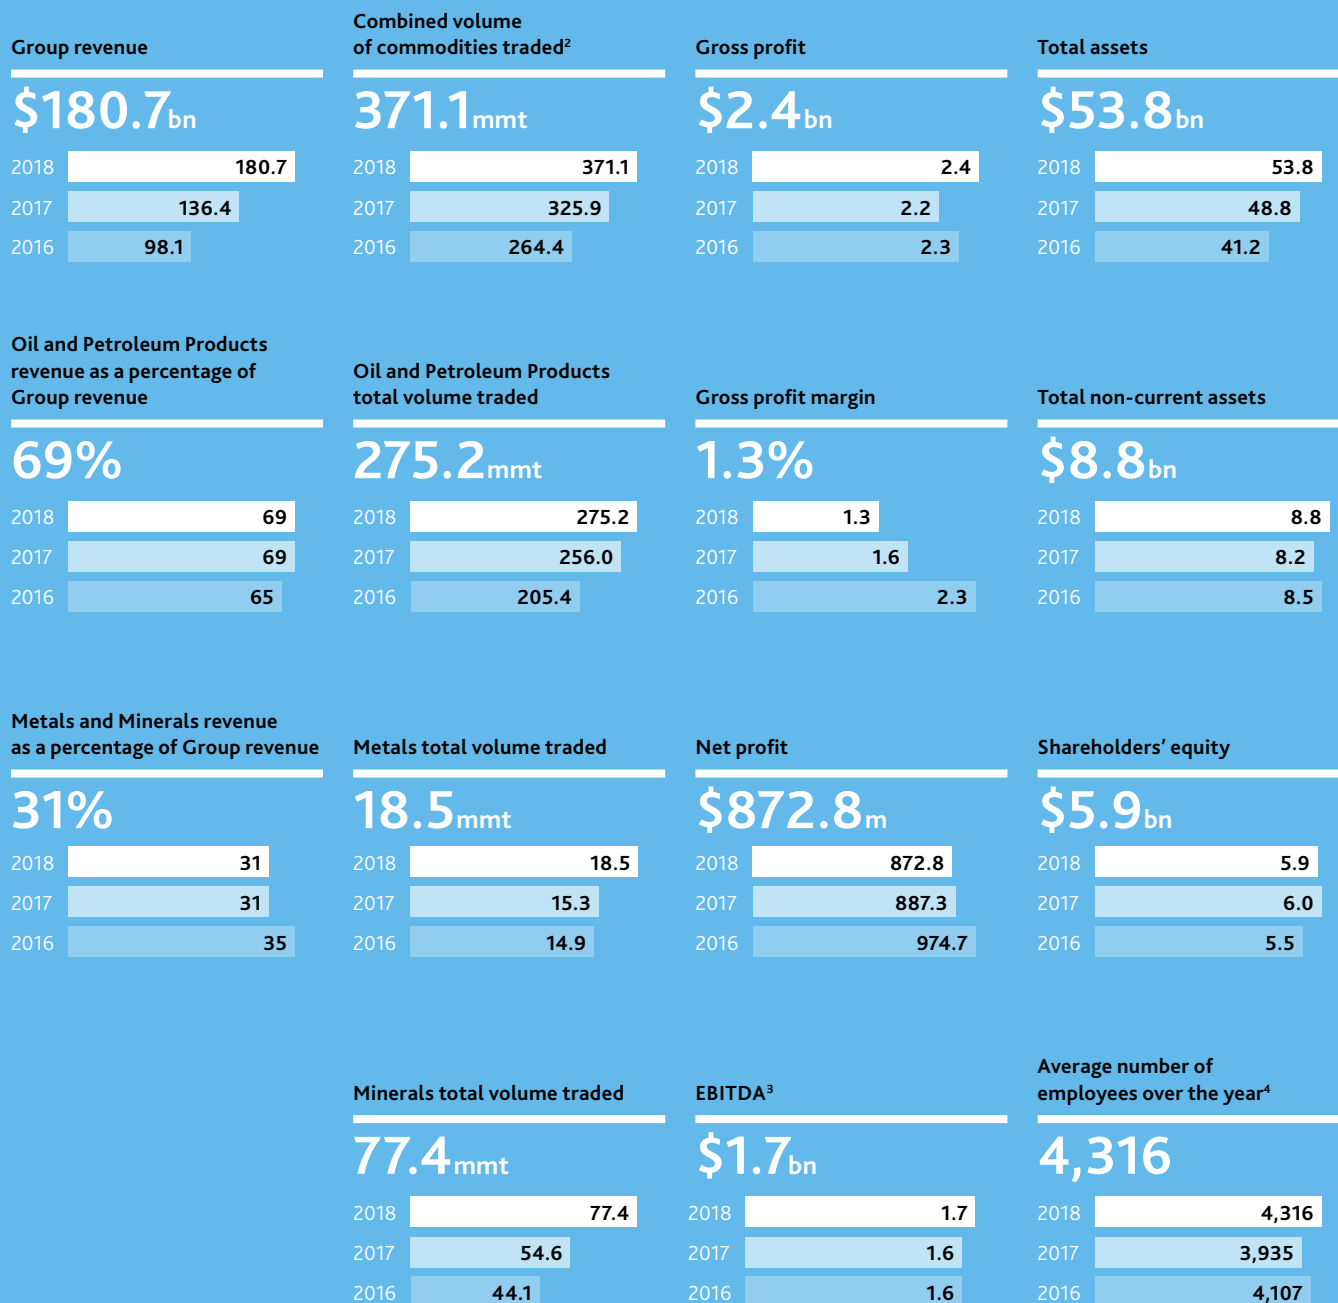 Group revenue
$180.7bn
2018 180.7
2017 136.4
2016 98.1
Combined volume
of commodities traded²
371.1mmt
2018 371.1
2017 325.9
2016 264.4
Gross profit
$2.4bn
2018 2.4
2017 2.2
2016 2.3
Total assets
$53.8bn
2018 53.8
2017 48.8
2016 41.2
Oil and Petroleum Products
revenue as a percentage of
Group revenue
69%
2018 69
2017 69
2016 65
Oil and Petroleum Products
total volume traded
275.2mmt
2018 275.2
2017 256.0
2016 205.4
Gross profit margin
1.3%
2018 1.3
2017 1.6
2016 2.3
Total non-current assets
$8.8bn
2018 8.8
2017 8.2
2016 8.5
Metals and Minerals revenue
as a percentage of Group revenue
31%
2018 31
2017 31
2016 35
Metals total volume traded
18.5mmt
2018 18.5
2017 15.3
2016 14.9
Net profit
$872.8m
2018 872.8
2017 887.3
2016 974.7
Shareholders’ equity
$5.9bn
2018 5.9
2017 6.0
2016 5.5
Minerals total volume traded
77.4mmt
2018 77.4
2017 54.6
2016 44.1
EBITDA³
$1.7bn
2018 1.7
2017 1.6
2016 1.6
Average number of
employees over the year⁴
4,316
2018 4,316
2017 3,935
2016 4,107